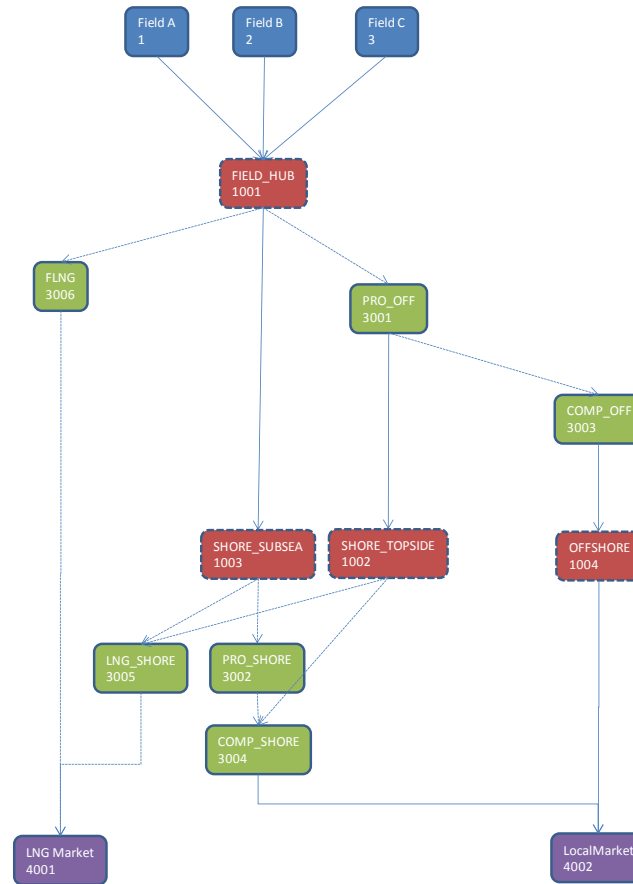 Field A
1
Field B
2
Field C
3
FIELD_HUB
1001
FLNG
3006
PRO_OFF
3001
COMP_OFF
3003
SHORE_SUBSEA
1003
SHORE_TOPSIDE
1002
OFFSHORE
1004
LNG_SHORE
3005
PRO_SHORE
3002
COMP_SHORE
3004
LNG Market
4001
LocalMarket
4002